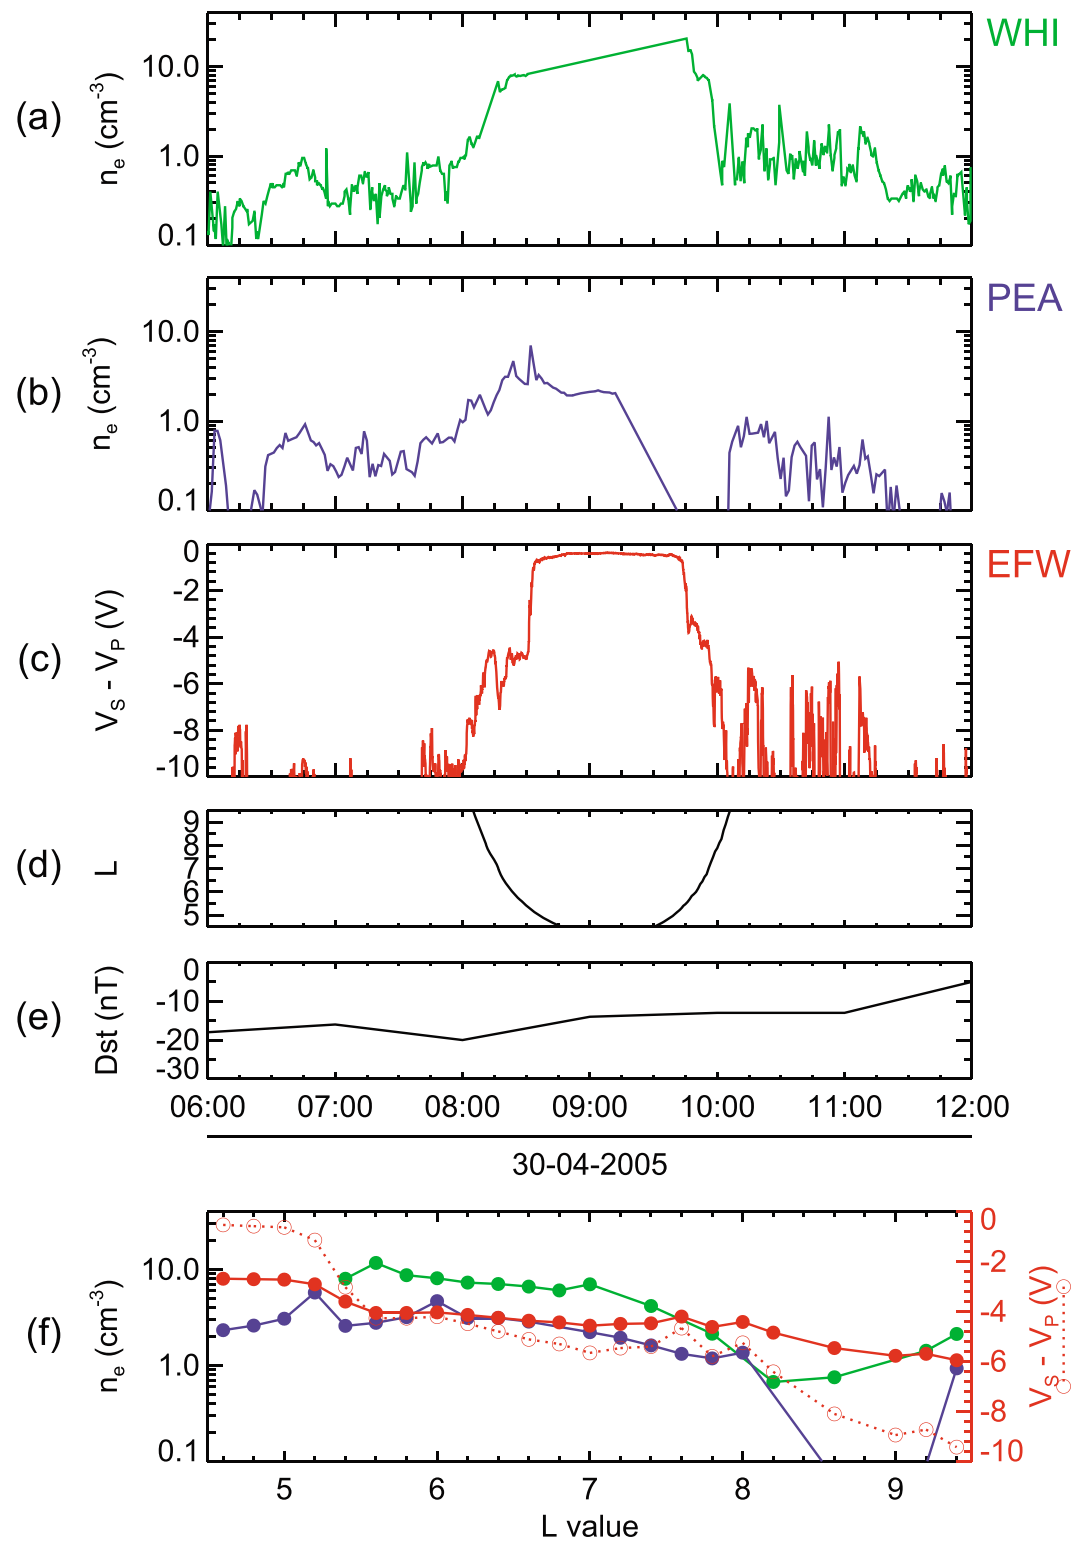 WHI
(a)
n_e (cm^-3)
10.0
1.0
0.1
PEA
(b)
n_e (cm^-3)
10.0
1.0
0.1
EFW
(c)
V_S - V_P (V)
0
-2
-4
-6
-8
-10
(d)
L
9
8
7
6
5
(e)
Dst (nT)
0
-10
-20
-30
06:00 07:00 08:00 09:00 10:00 11:00 12:00
30-04-2005
(f)
n_e (cm^-3)
10.0
1.0
0.1
0
-2
-4
-6
-8
-10
V_S - V_P (V)
5 6 7 8 9
L value